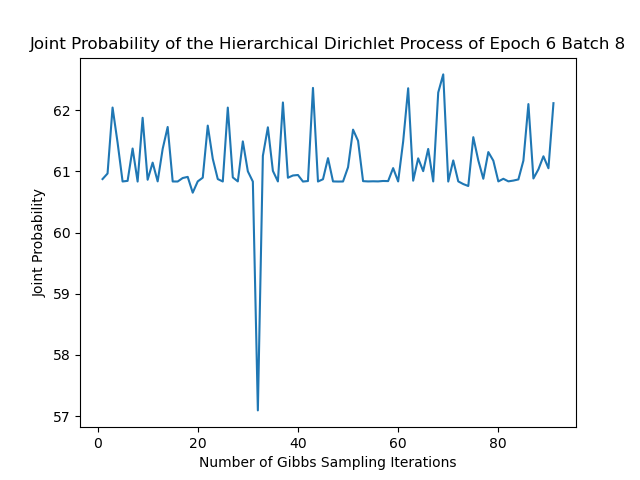 Joint Probability of the Hierarchical Dirichlet Process of Epoch 6 Batch 8
62
61
60
59
58
57
Joint Probability
0 20 40 60 80
Number of Gibbs Sampling Iterations